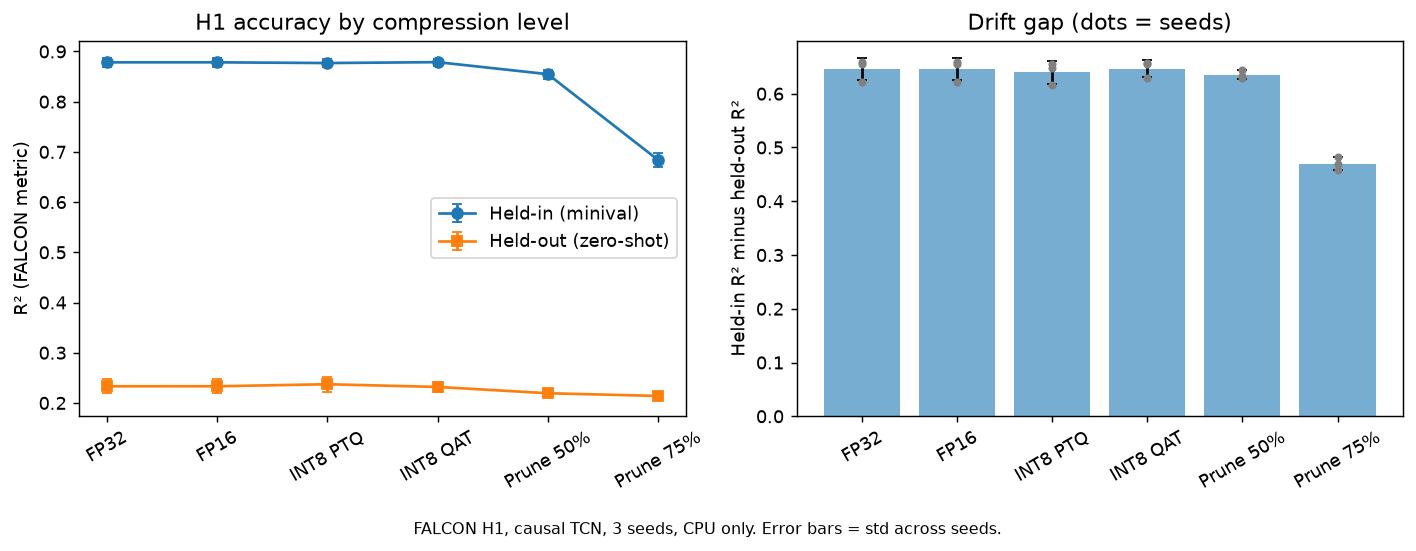 H1 accuracy by compression level
R² (FALCON metric)
0.9
0.8
0.7
0.6
0.5
0.4
0.3
0.2
Held-in (minival)
Held-out (zero-shot)
FP32
FP16
INT8 PTQ
INT8 QAT
Prune 50%
Prune 75%
Drift gap (dots = seeds)
Held-in R² minus held-out R²
0.6
0.5
0.4
0.3
0.2
0.1
0.0
FP32
FP16
INT8 PTQ
INT8 QAT
Prune 50%
Prune 75%
FALCON H1, causal TCN, 3 seeds, CPU only. Error bars = std across seeds.